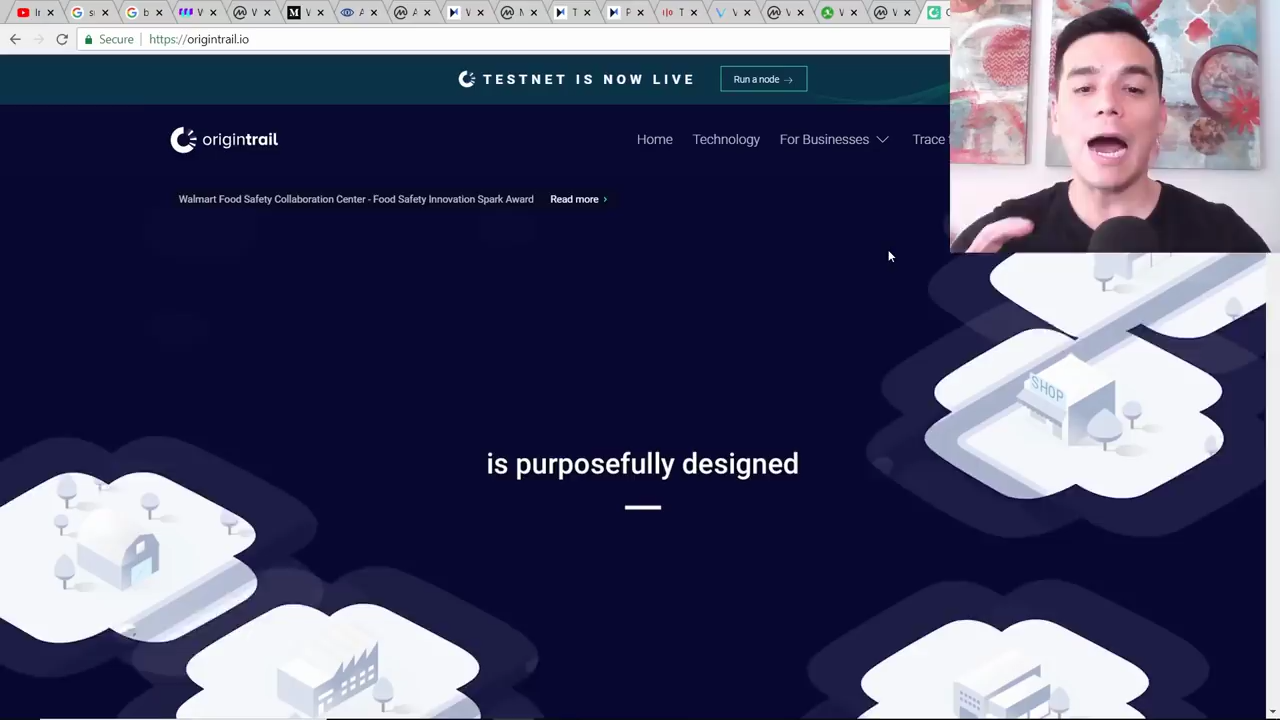 Secure
https://origintrail.io
TESTNET IS NOW LIVE
Run a node →
origintrail
Home
Technology
For Businesses
Trace
Walmart Food Safety Collaboration Center - Food Safety Innovation Spark Award
Read more ›
SHOP
is purposefully designed